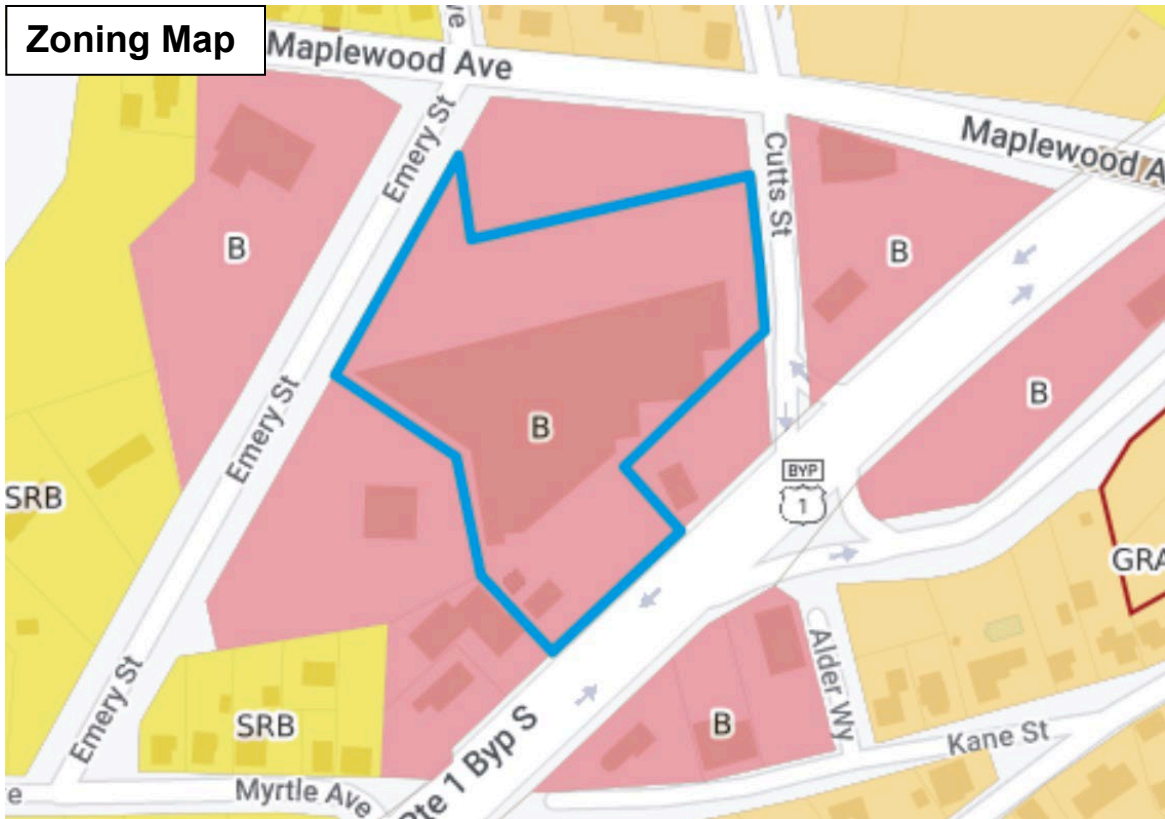 Zoning Map
Maplewood Ave
Emery St
Cutts St
Maplewood A
B
B
B
Emery St
B
SRB
BYP
1
GRA
Alder Wy
Emery St
SRB
B
Kane St
Rte 1 Byp S
Myrtle Ave